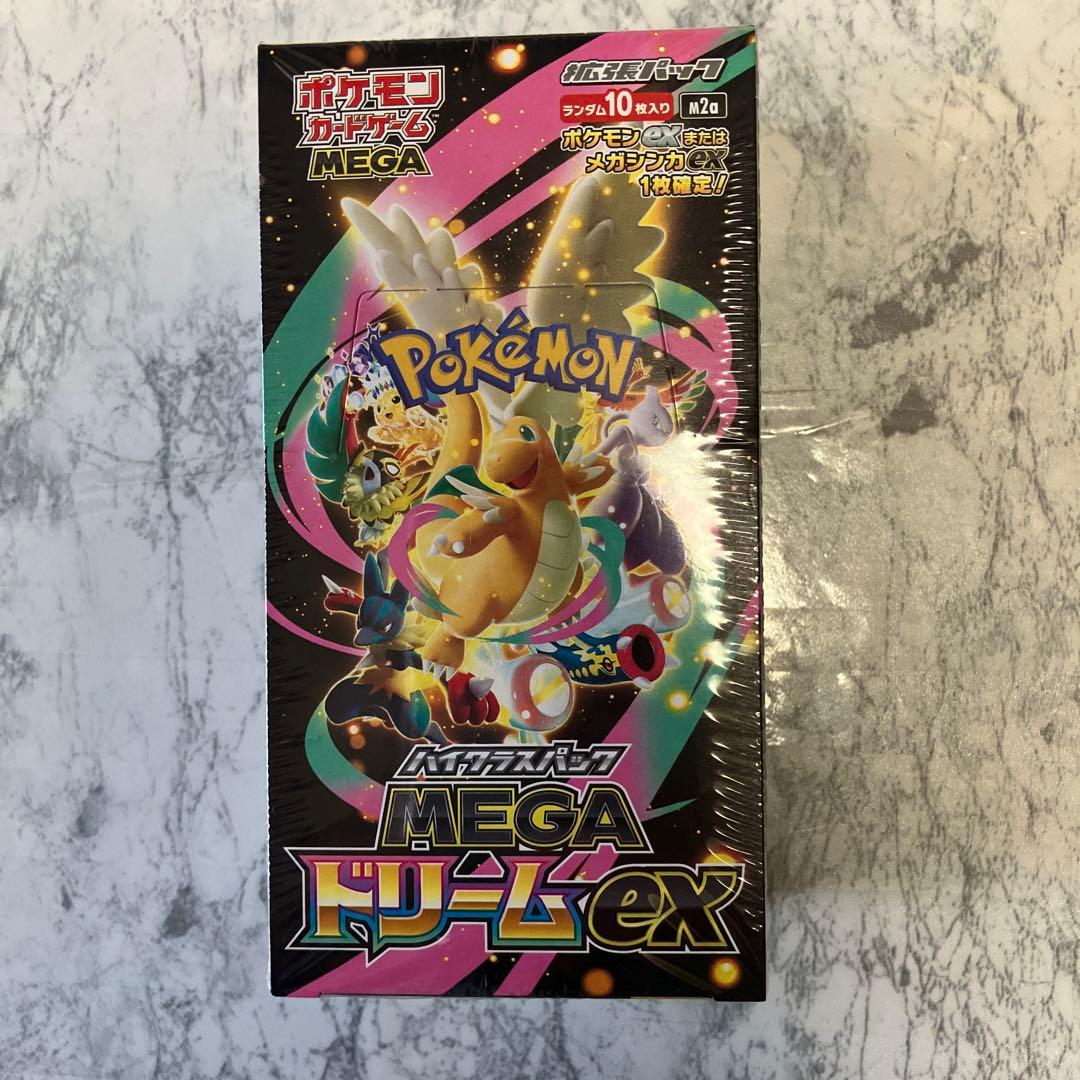 ポケモン
カードゲーム™
MEGA
拡張パック
ランダム10枚入り M2a
ポケモンexまたは
メガシンカex
1枚確定!
POKéMON
TM
ハイクラスパック
MEGA
ドリームex